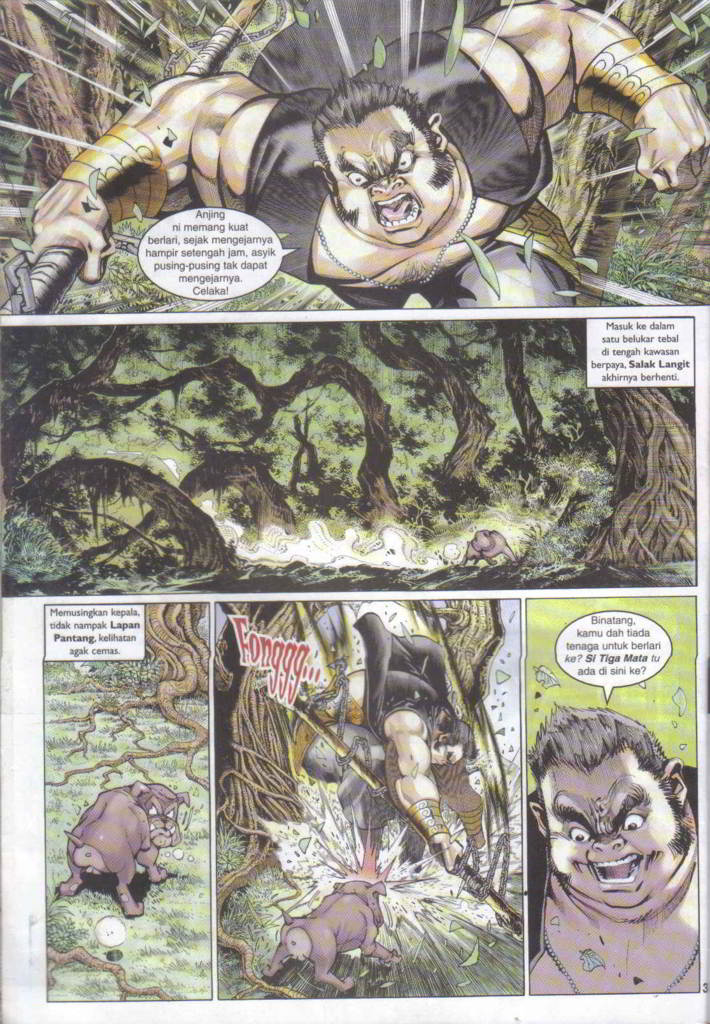 Anjing
ni memang kuat
berlari, sejak mengejarnya
hampir setengah jam, asyik
pusing-pusing tak dapat
mengejarnya.
Celaka!
Masuk ke dalam
satu belukar tebal
di tengah kawasan
berpaya, Salak Langit
akhirnya berhenti.
Memusingkan kepala,
tidak nampak Lapan
Pantang, kelihatan
agak cemas.
Fonggg...
Binatang,
kamu dah tiada
tenaga untuk berlari
ke? Si Tiga Mata tu
ada di sini ke?
3